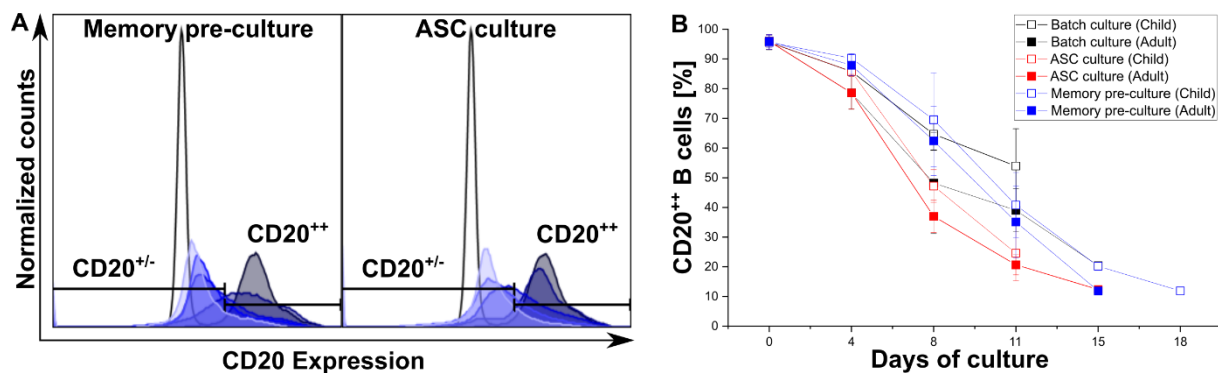 A
Memory pre-culture
ASC culture
Normalized counts
CD20++
CD20+/-
CD20++
CD20+/-
CD20 Expression
B
Batch culture (Child)
Batch culture (Adult)
ASC culture (Child)
ASC culture (Adult)
Memory pre-culture (Child)
Memory pre-culture (Adult)
CD20++ B cells [%]
100
90
80
70
60
50
40
30
20
10
0
0 4 8 11 15 18
Days of culture